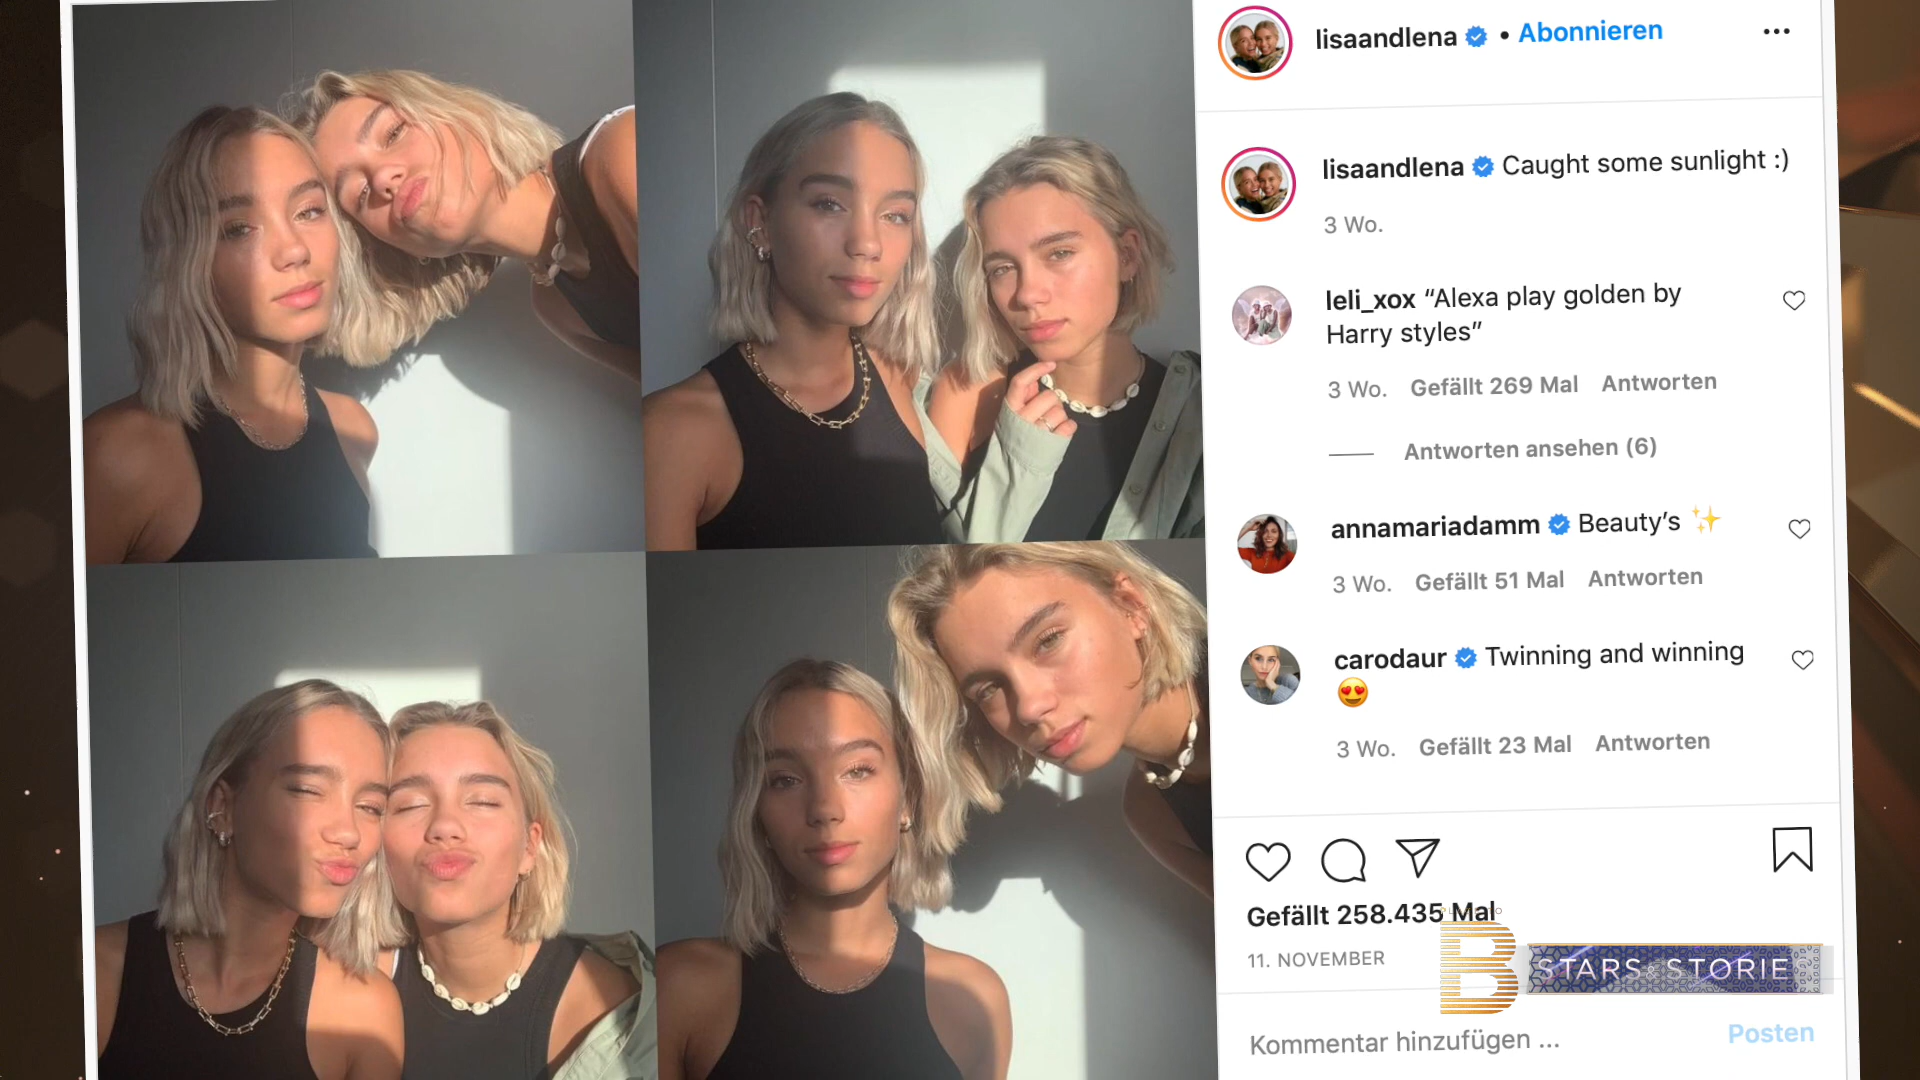 lisaandlena • Abonnieren
lisaandlena Caught some sunlight :)
3 Wo.
leli_xox “Alexa play golden by
Harry styles”
3 Wo. Gefällt 269 Mal Antworten
Antworten ansehen (6)
annamariadamm Beauty’s ✨
3 Wo. Gefällt 51 Mal Antworten
carodaur Twinning and winning
😍
3 Wo. Gefällt 23 Mal Antworten
Gefällt 258.435 Mal
11. NOVEMBER
B
STARS & STORIE
Kommentar hinzufügen ...
Posten